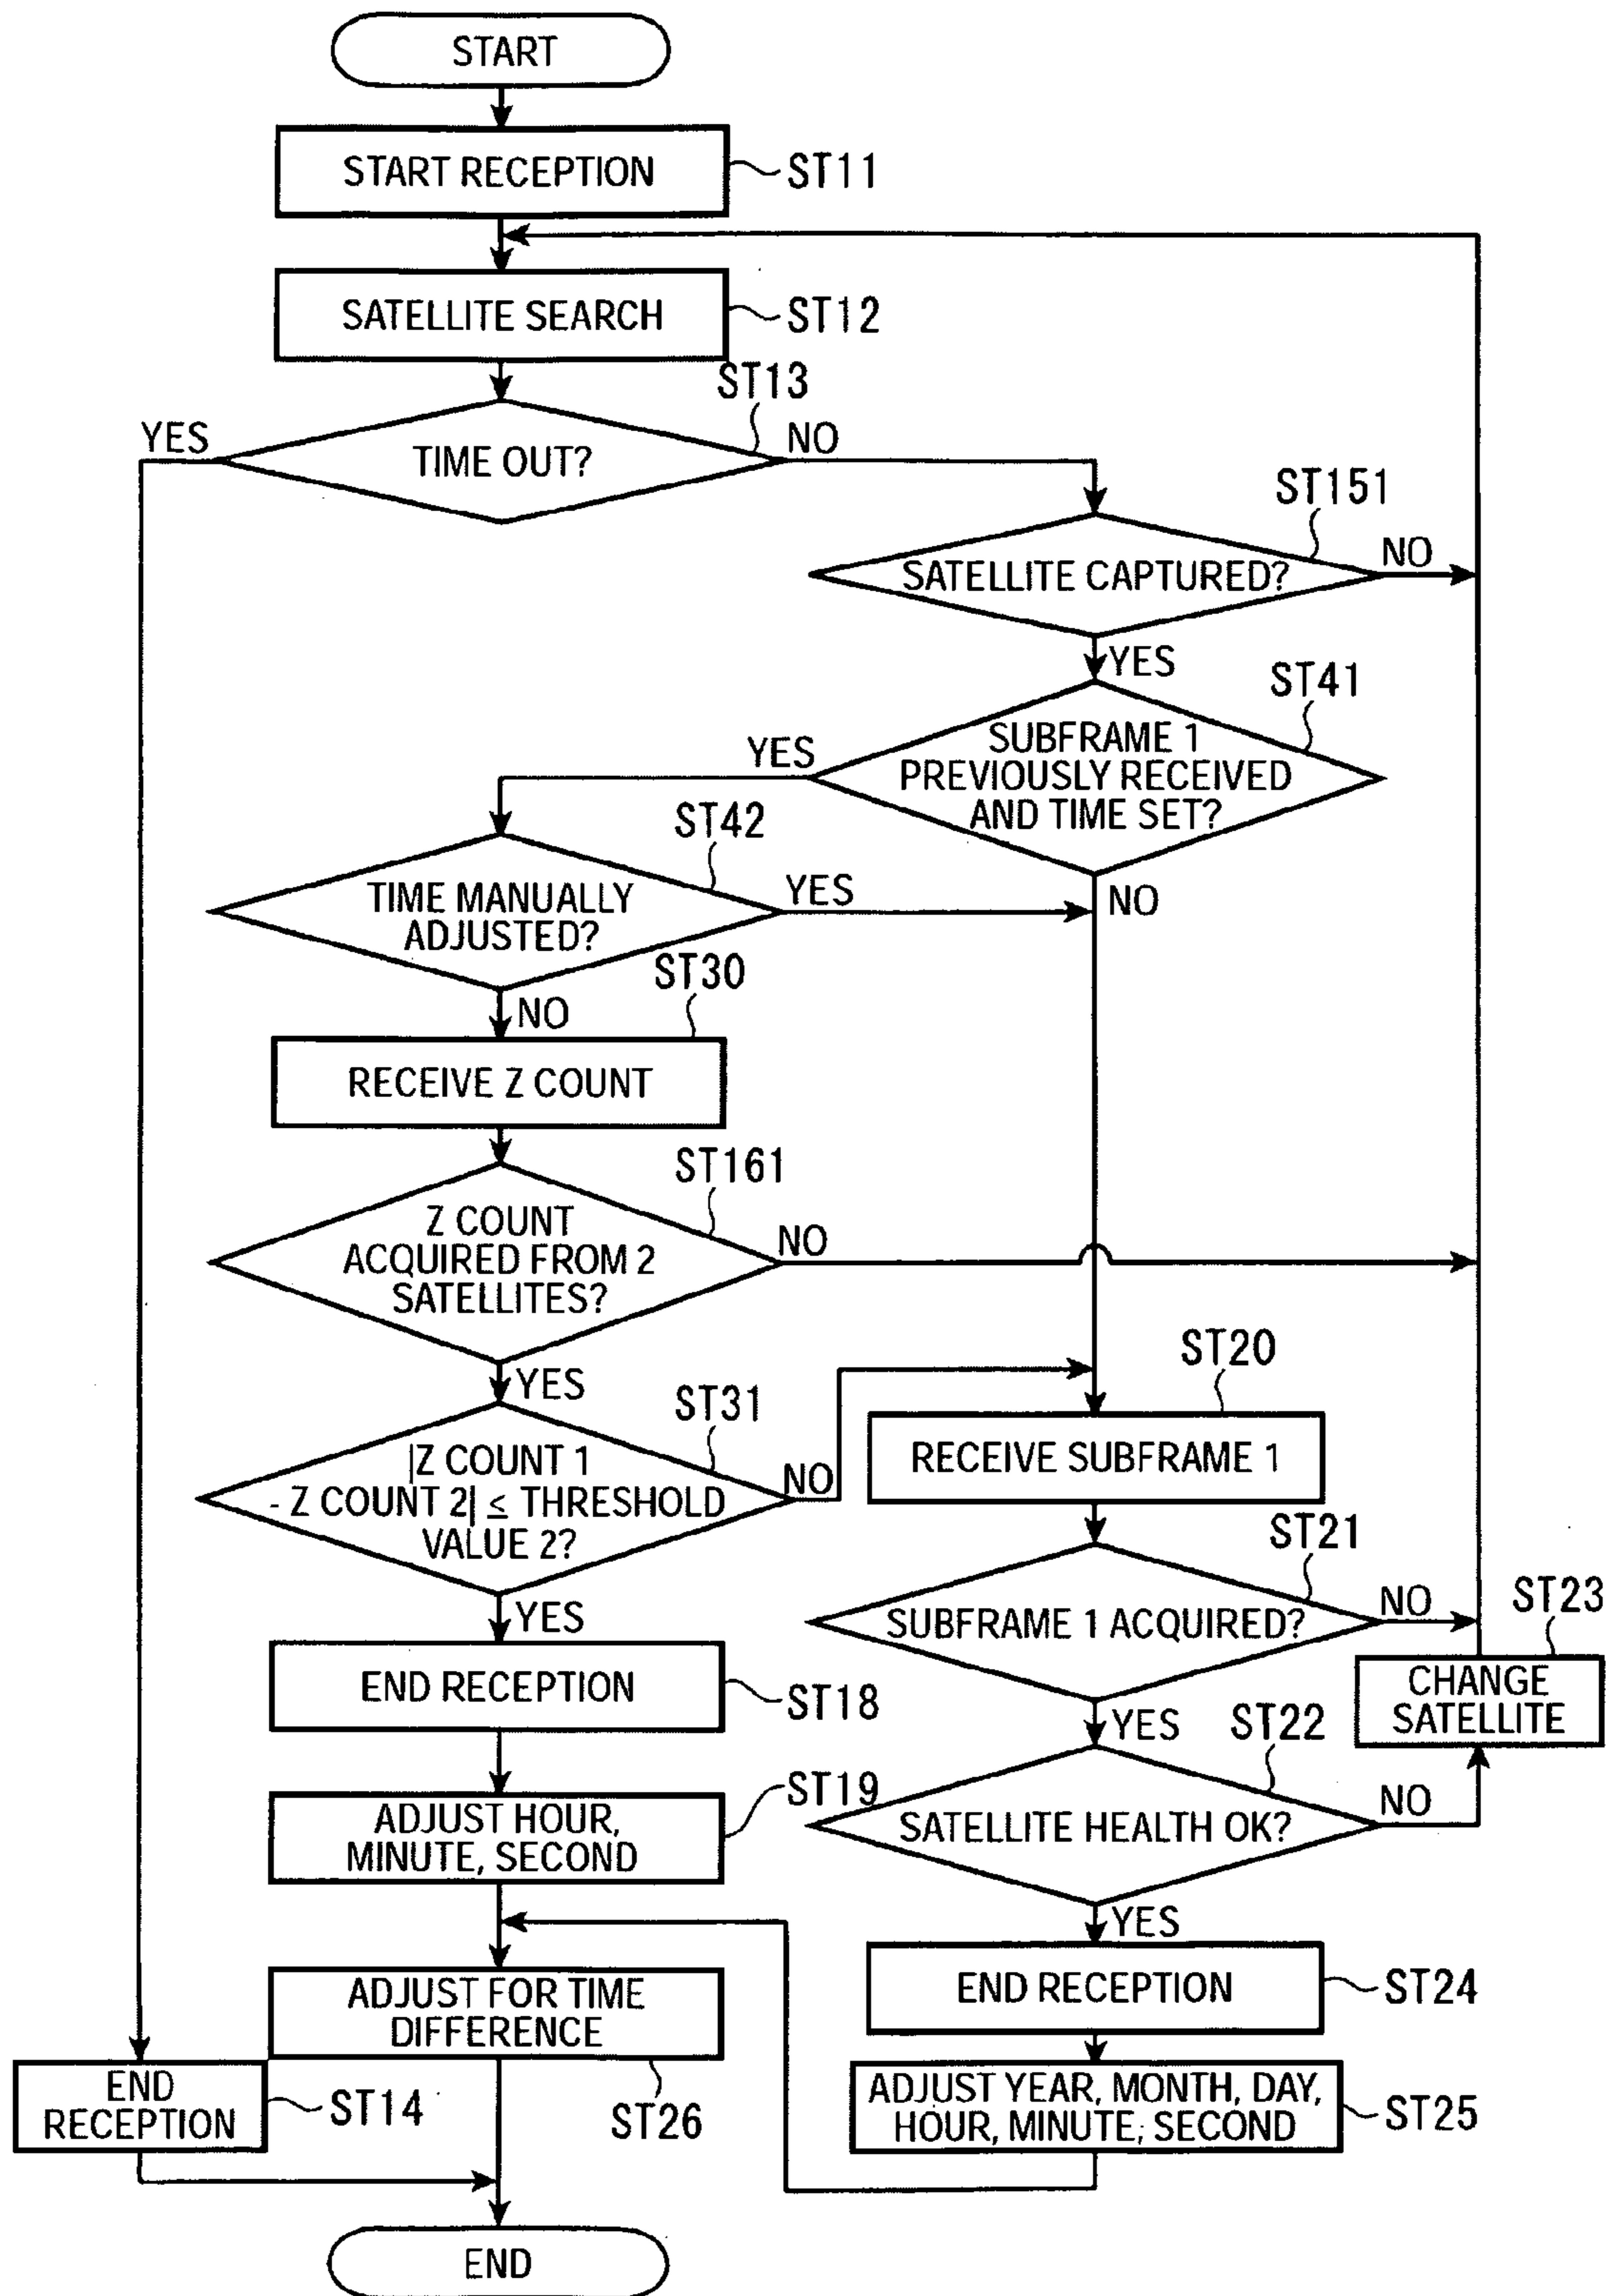 START
START RECEPTION
ST11
SATELLITE SEARCH
ST12
ST13
YES
TIME OUT?
NO
ST151
SATELLITE CAPTURED?
NO
YES
ST41
SUBFRAME 1
PREVIOUSLY RECEIVED
AND TIME SET?
YES
NO
ST42
TIME MANUALLY
ADJUSTED?
YES
NO
ST30
RECEIVE Z COUNT
ST161
Z COUNT
ACQUIRED FROM 2
SATELLITES?
NO
YES
ST31
|Z COUNT 1
- Z COUNT 2| ≤ THRESHOLD
VALUE 2?
NO
YES
ST20
RECEIVE SUBFRAME 1
ST21
SUBFRAME 1 ACQUIRED?
NO
YES
ST23
CHANGE
SATELLITE
END RECEPTION
ST18
ST22
SATELLITE HEALTH OK?
NO
YES
ST19
ADJUST HOUR,
MINUTE, SECOND
END RECEPTION
ST24
ADJUST FOR TIME
DIFFERENCE
ST26
END
RECEPTION
ST14
ADJUST YEAR, MONTH, DAY,
HOUR, MINUTE, SECOND
ST25
END